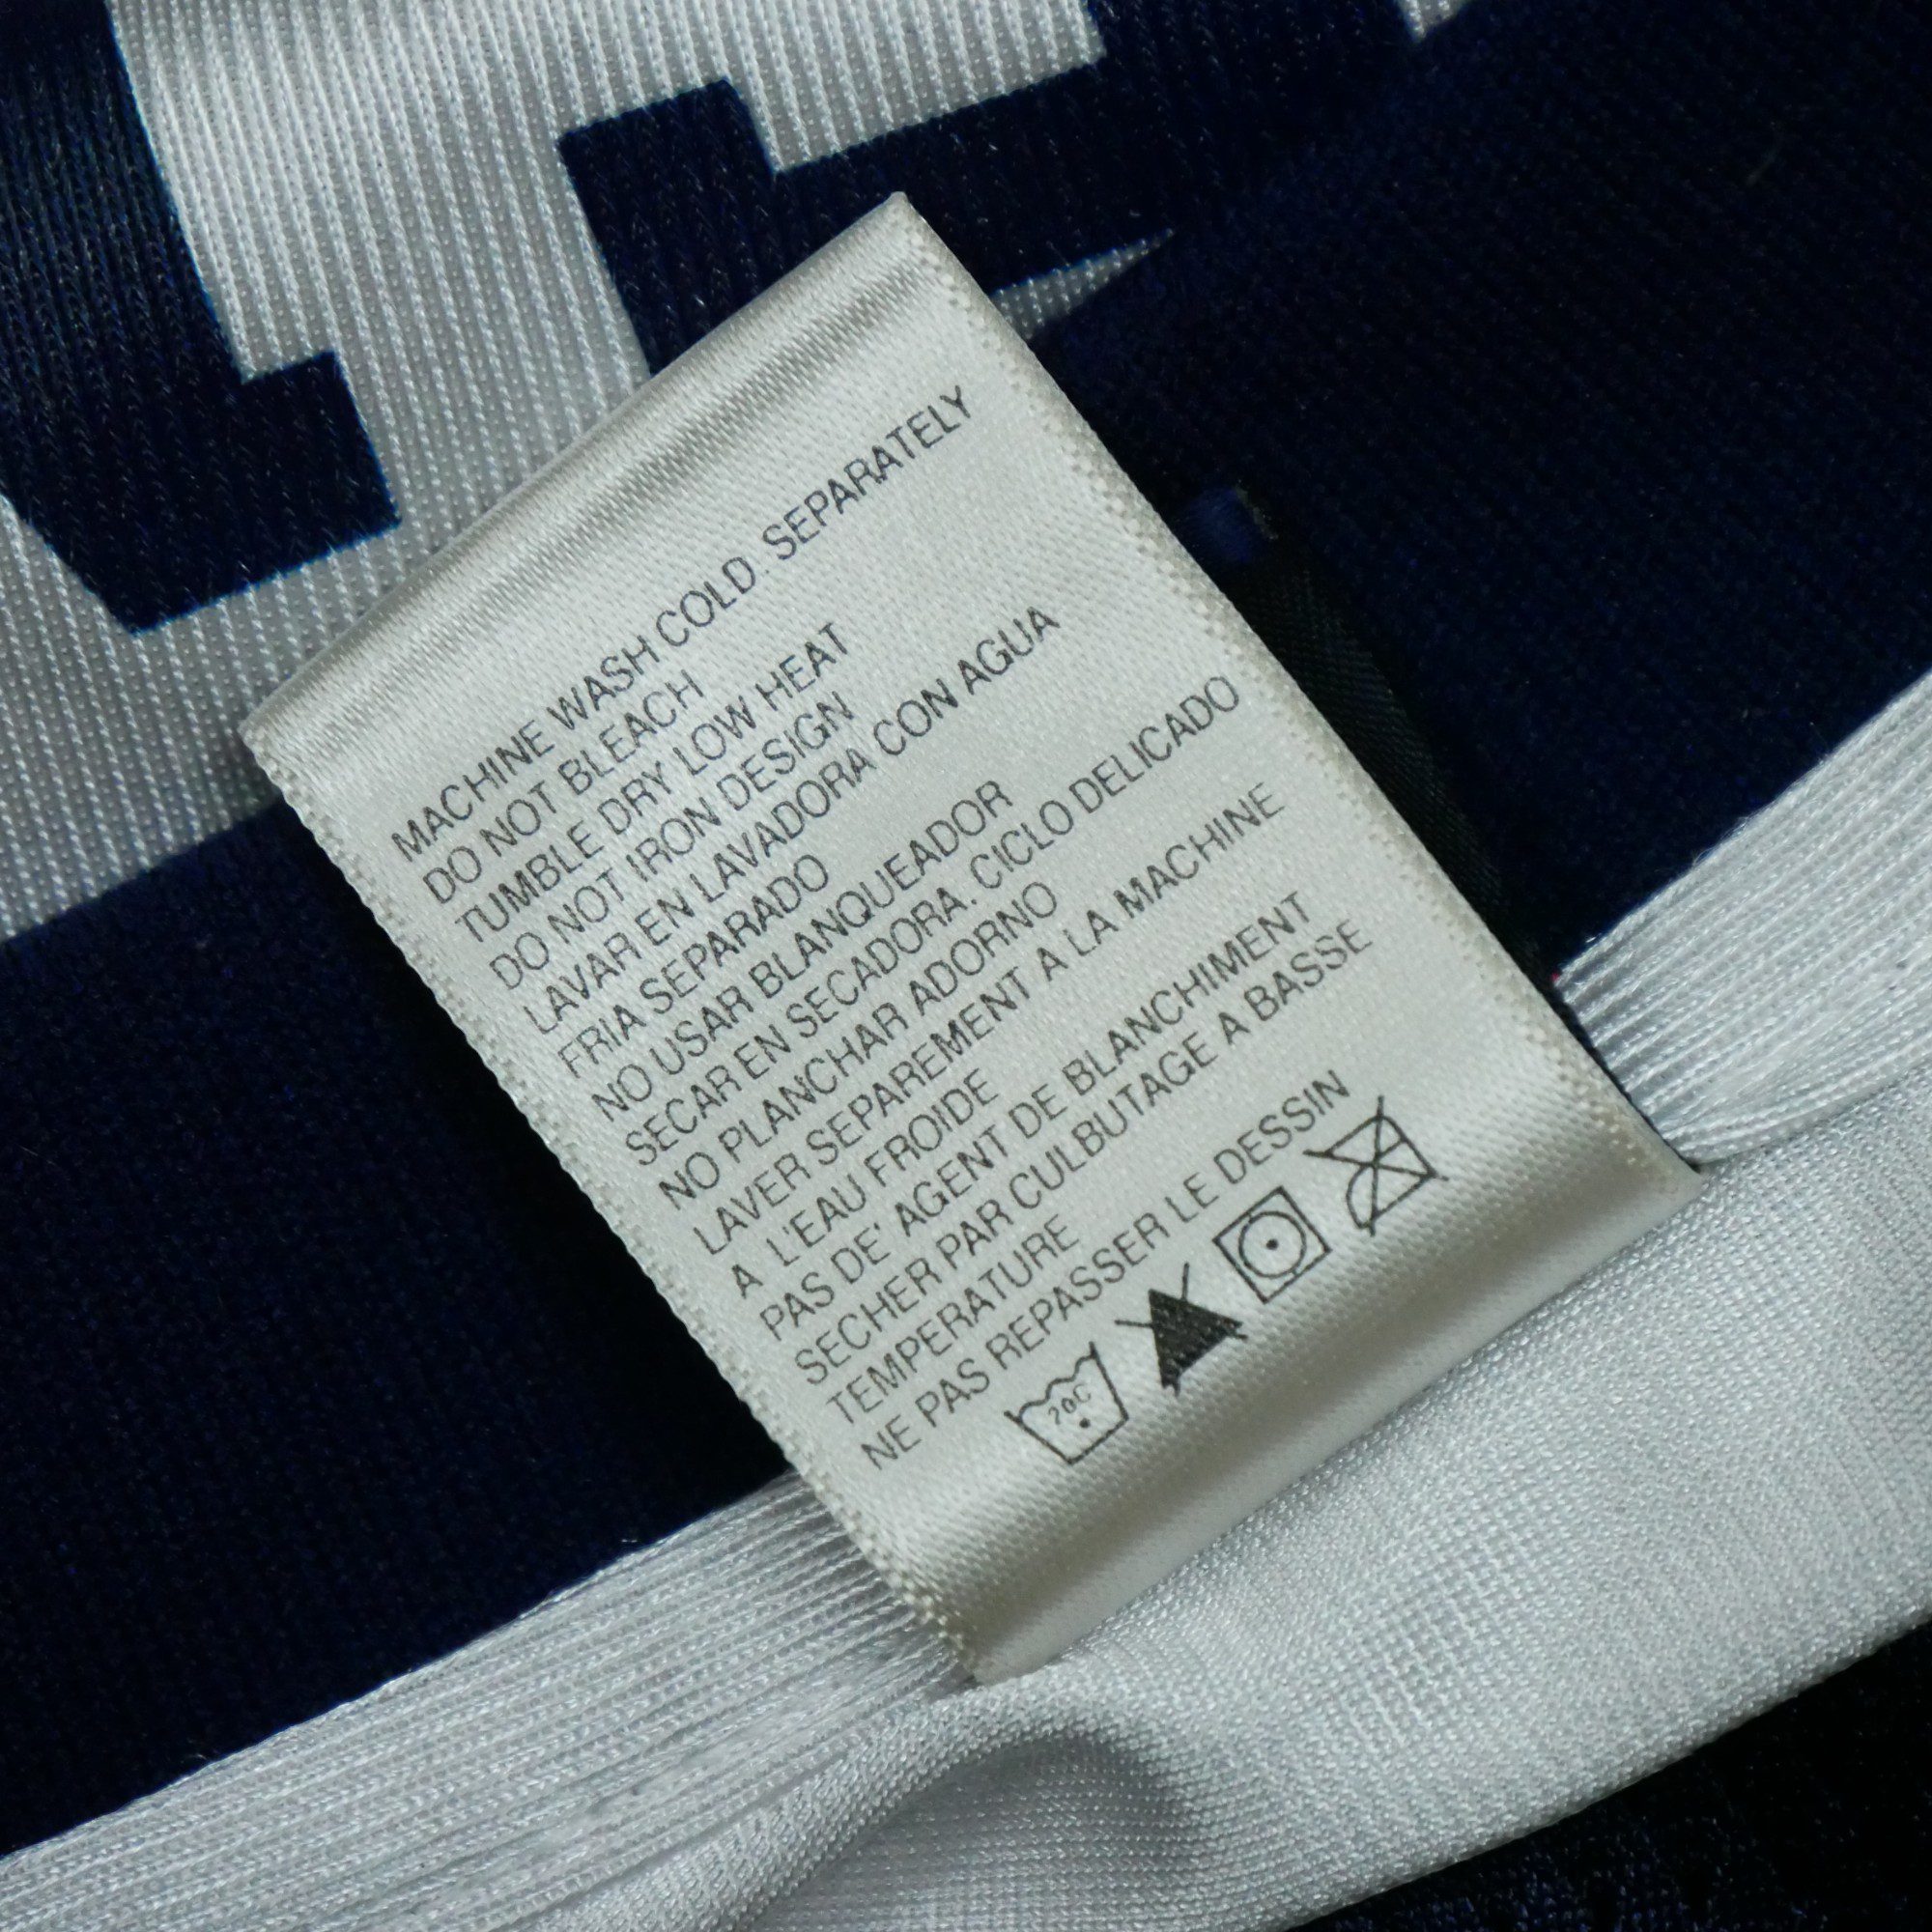 MACHINE WASH COLD. SEPARATELY
DO NOT BLEACH
TUMBLE DRY LOW HEAT
DO NOT IRON DESIGN
LAVAR EN LAVADORA CON AGUA
FRIA SEPARADO
NO USAR BLANQUEADOR
SECAR EN SECADORA. CICLO DELICADO
NO PLANCHAR ADORNO
LAVER SEPAREMENT A LA MACHINE
A L'EAU FROIDE
PAS DE' AGENT DE BLANCHIMENT
SECHER PAR CULBUTAGE A BASSE
TEMPERATURE
NE PAS REPASSER LE DESSIN
20C